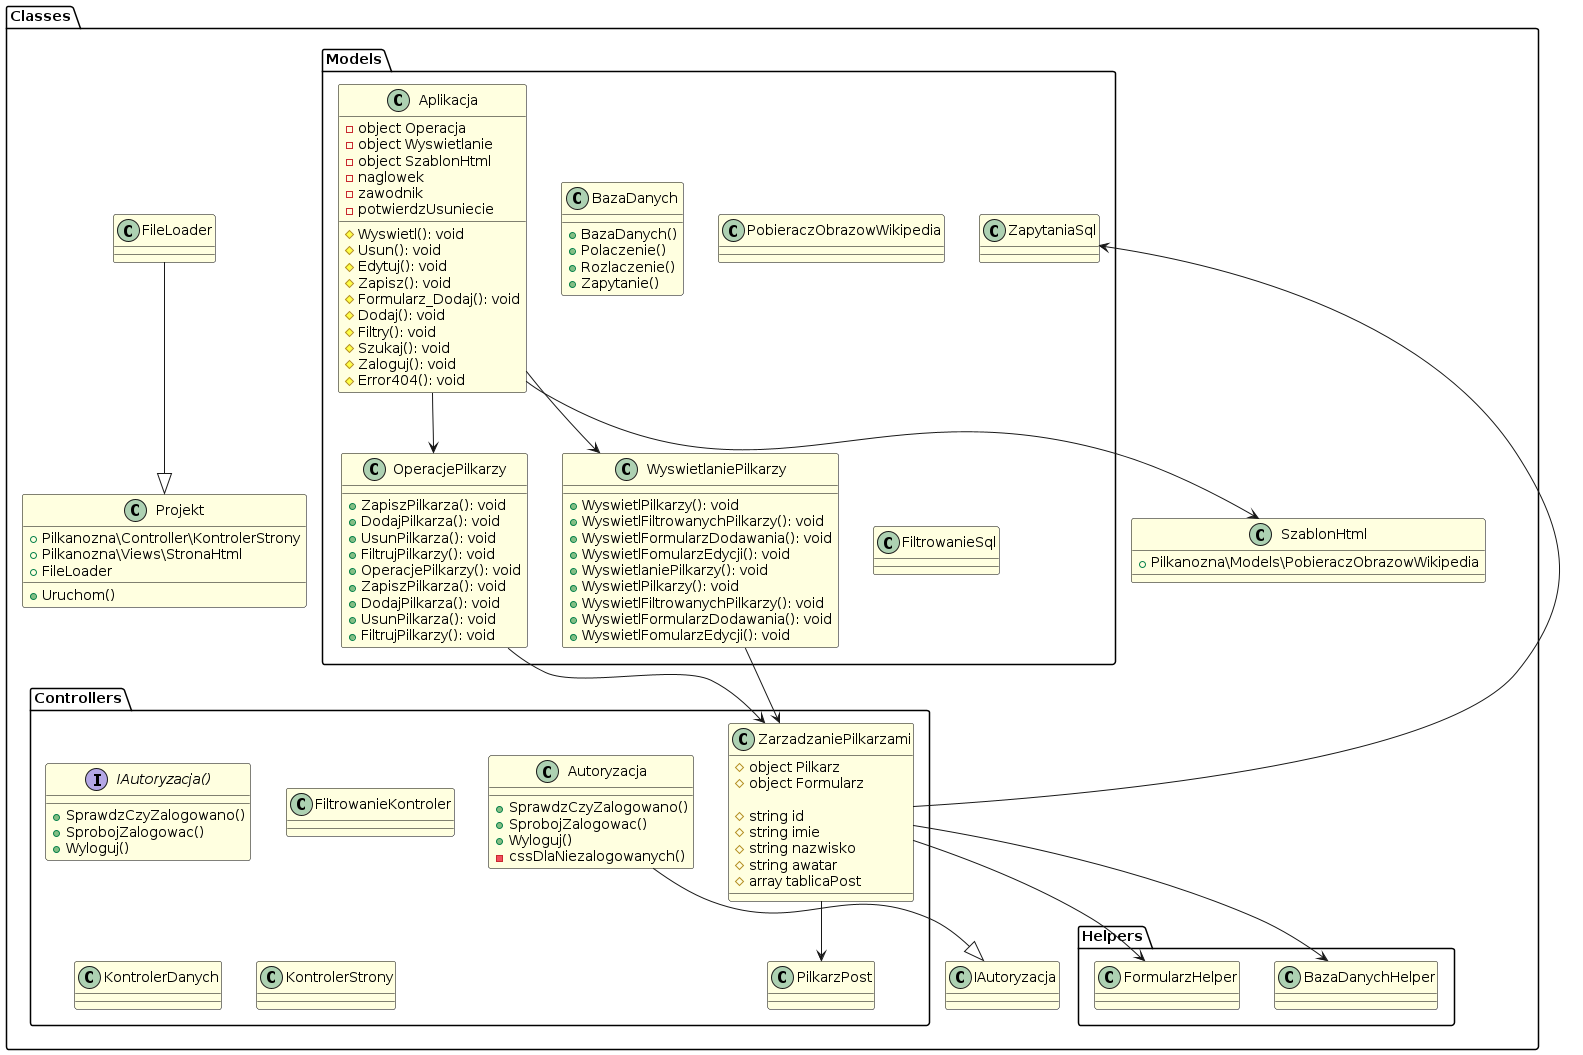 Classes
Models
Aplikacja
object Operacja
object Wyswietlanie
object SzablonHtml
naglowek
zawodnik
potwierdzUsuniecie
Wyswietl(): void
Usun(): void
Edytuj(): void
Zapisz(): void
Formularz_Dodaj(): void
Dodaj(): void
Filtry(): void
Szukaj(): void
Zaloguj(): void
Error404(): void
BazaDanych
BazaDanych()
Polaczenie()
Rozlaczenie()
Zapytanie()
PobieraczObrazowWikipedia
ZapytaniaSql
FileLoader
Projekt
Pilkanozna\Controller\KontrolerStrony
Pilkanozna\Views\StronaHtml
FileLoader
Uruchom()
OperacjePilkarzy
ZapiszPilkarza(): void
DodajPilkarza(): void
UsunPilkarza(): void
FiltrujPilkarzy(): void
OperacjePilkarzy(): void
ZapiszPilkarza(): void
DodajPilkarza(): void
UsunPilkarza(): void
FiltrujPilkarzy(): void
WyswietlaniePilkarzy
WyswietlPilkarzy(): void
WyswietlFiltrowanychPilkarzy(): void
WyswietlFormularzDodawania(): void
WyswietlFomularzEdycji(): void
WyswietlaniePilkarzy(): void
WyswietlPilkarzy(): void
WyswietlFiltrowanychPilkarzy(): void
WyswietlFormularzDodawania(): void
WyswietlFomularzEdycji(): void
FiltrowanieSql
SzablonHtml
Pilkanozna\Models\PobieraczObrazowWikipedia
Controllers
IAutoryzacja()
SprawdzCzyZalogowano()
SprobojZalogowac()
Wyloguj()
FiltrowanieKontroler
Autoryzacja
SprawdzCzyZalogowano()
SprobojZalogowac()
Wyloguj()
cssDlaNiezalogowanych()
ZarzadzaniePilkarzami
object Pilkarz
object Formularz
string id
string imie
string nazwisko
string awatar
array tablicaPost
KontrolerDanych
KontrolerStrony
PilkarzPost
IAutoryzacja
Helpers
FormularzHelper
BazaDanychHelper